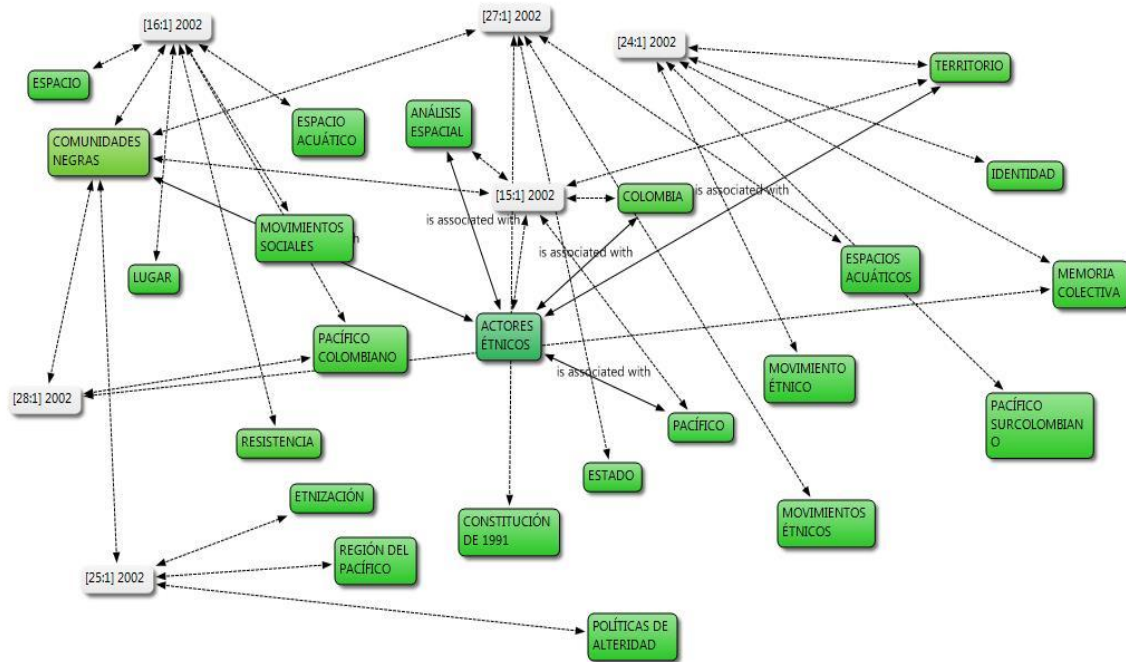 [16:1] 2002
[27:1] 2002
[24:1] 2002
TERRITORIO
ESPACIO
ESPACIO
ACUÁTICO
ANÁLISIS
ESPACIAL
COMUNIDADES
NEGRAS
IDENTIDAD
[15:1] 2002
COLOMBIA
is associated with
is associated with
MOVIMIENTOS
SOCIALES
h
is associated with
ESPACIOS
ACUÁTICOS
LUGAR
MEMORIA
COLECTIVA
ACTORES
ÉTNICOS
PACÍFICO
COLOMBIANO
is associated with
MOVIMIENTO
ÉTNICO
[28:1] 2002
PACÍFICO
SURCOLOMBIAN
O
PACÍFICO
RESISTENCIA
ESTADO
ETNIZACIÓN
CONSTITUCIÓN
DE 1991
MOVIMIENTOS
ÉTNICOS
REGIÓN DEL
PACÍFICO
[25:1] 2002
POLÍTICAS DE
ALTERIDAD